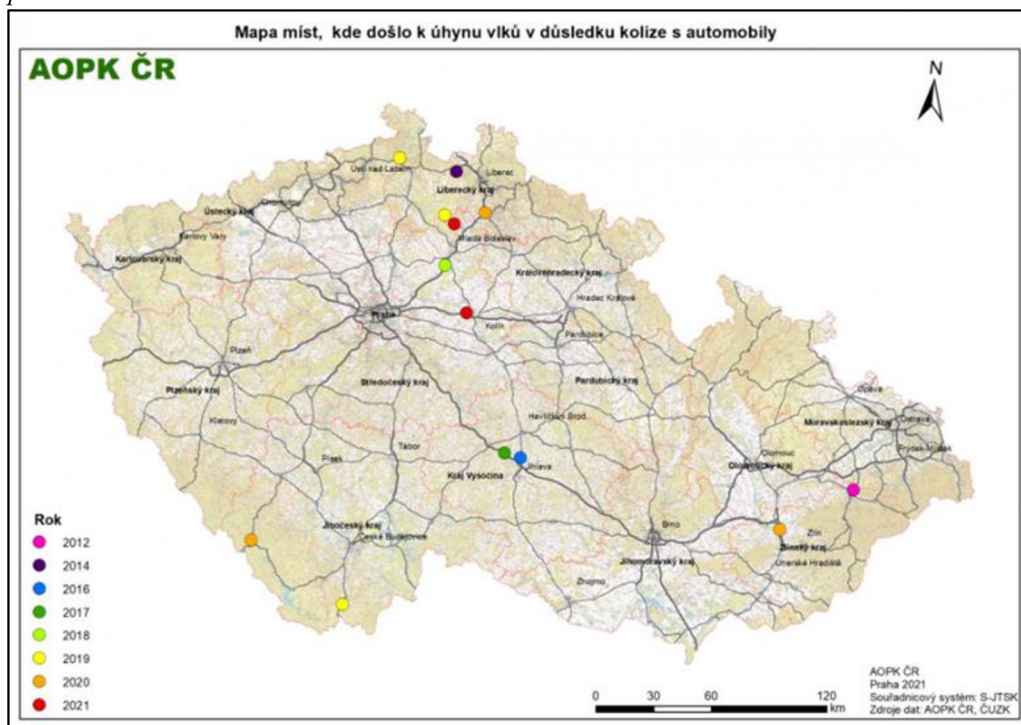 Mapa míst, kde došlo k úhynu vlků v důsledku kolize s automobily
AOPK ČR
N
Ústí nad Labem
Liberec
Liberecký kraj
Ústecký kraj
Chomutov
Mladá Boleslav
Karlovy Vary
Karlovarský kraj
Královéhradecký kraj
Hradec Králové
Praha
Kolín
Pardubice
Plzeň
Plzeňský kraj
Středočeský kraj
Pardubický kraj
Opava
Klatovy
Havlíčkův Brod
Moravskoslezský kraj
Ostrava
Tábor
Frýdek-Místek
Písek
Olomouc
Olomoucký kraj
Kraj Vysočina
Jihlava
Jihočeský kraj
České Budějovice
Brno
Zlín
Zlínský kraj
Jihomoravský kraj
Uherské Hradiště
Znojmo
Rok
2012
2014
2016
2017
2018
2019
2020
2021
0 30 60 120
km
AOPK ČR
Praha 2021
Souřadnicový systém: S-JTSK
Zdroje dat: AOPK ČR, ČUZK